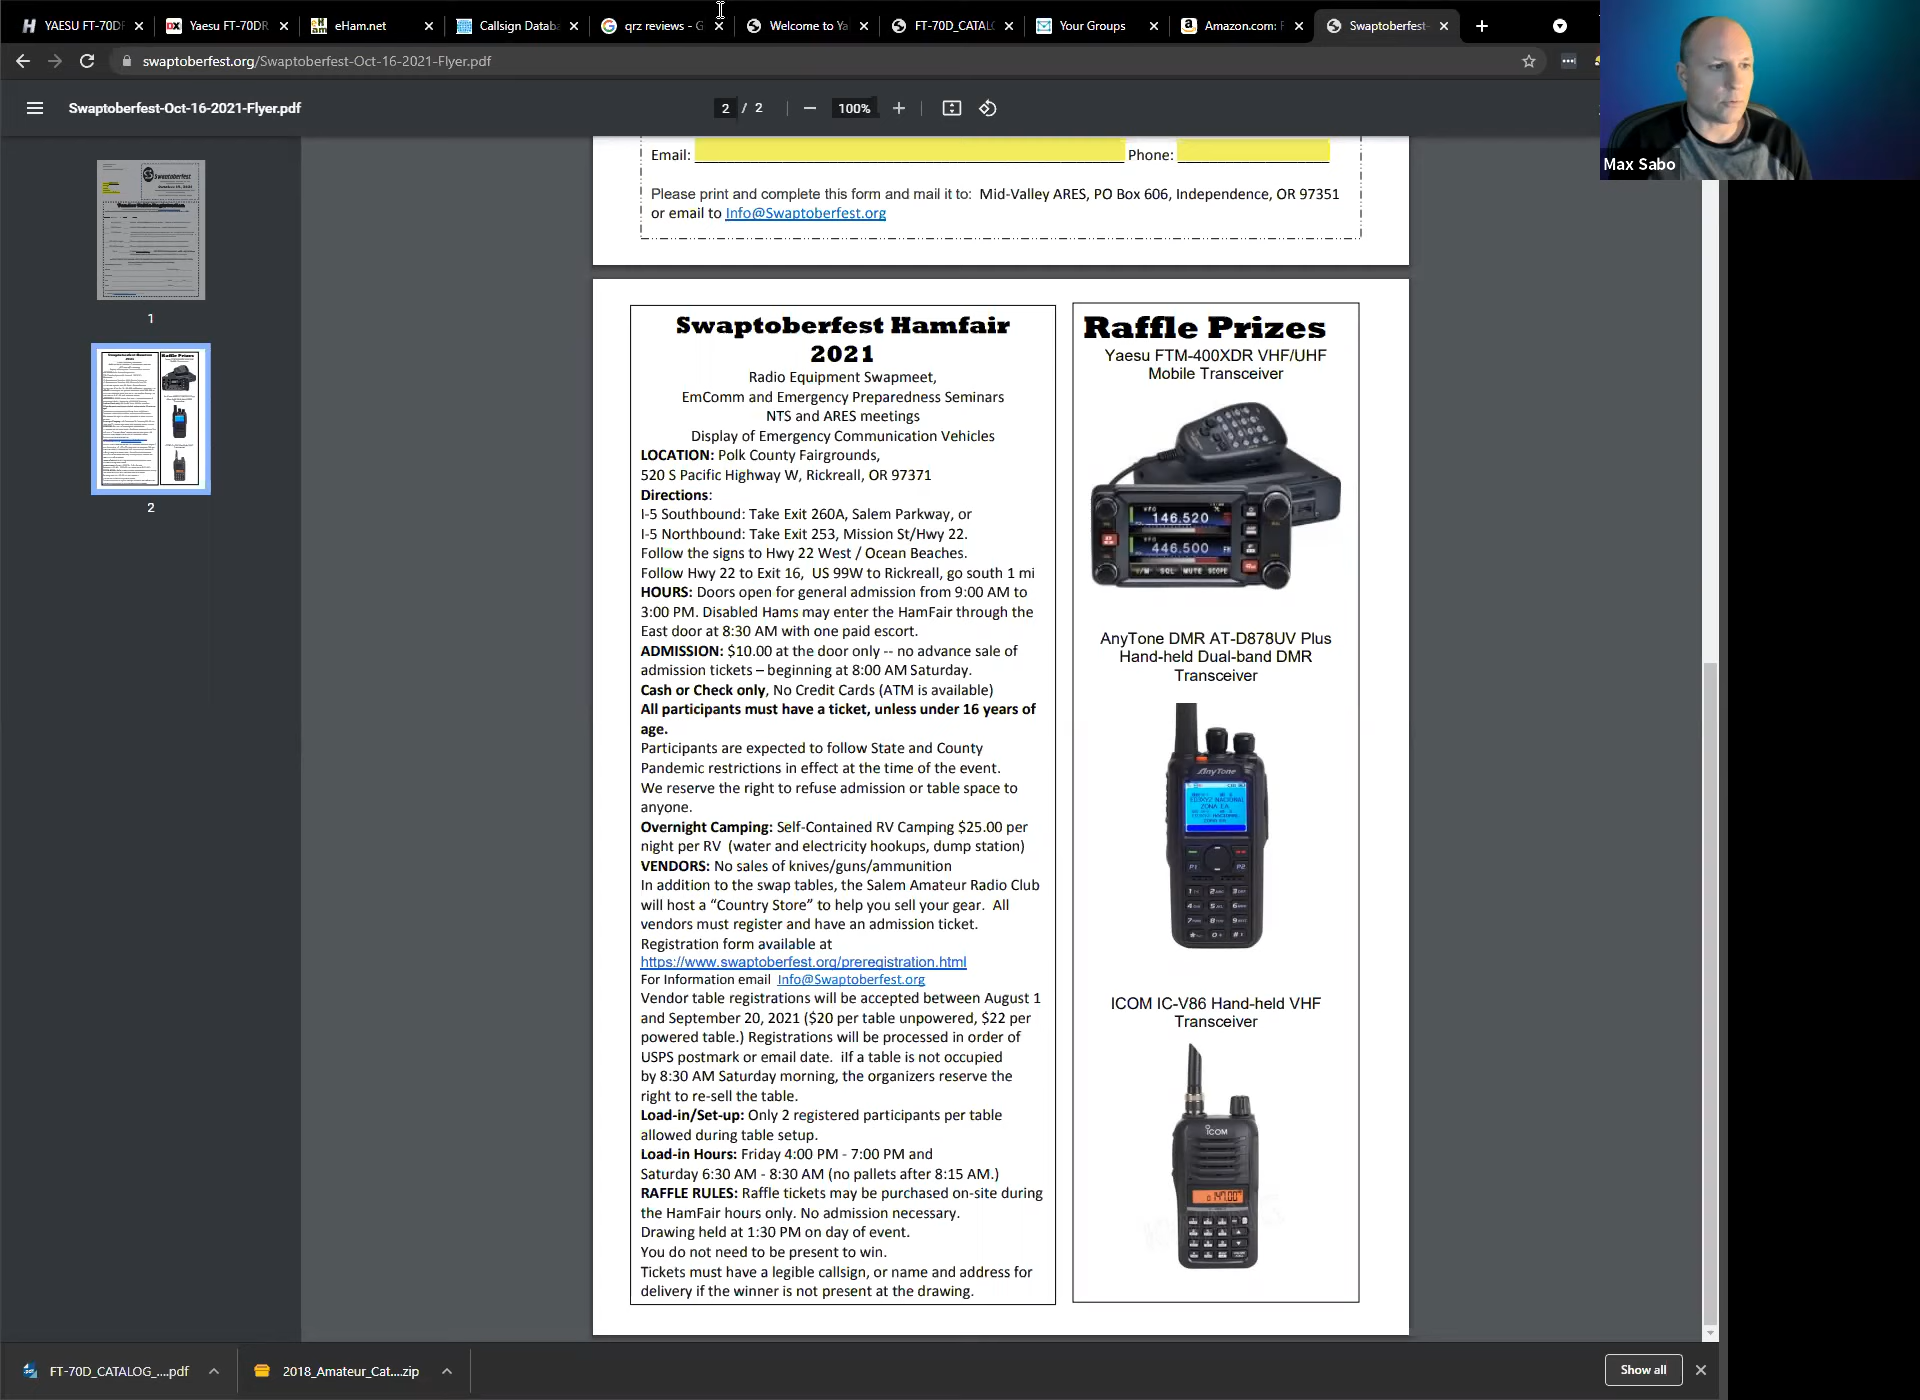 YAESU FT-70DF
Yaesu FT-70DR
eHam.net
Callsign Databa
qrz reviews - G
Welcome to Ya
FT-70D_CATALO
Your Groups
Amazon.com: F
Swaptoberfest-
swaptoberfest.org/Swaptoberfest-Oct-16-2021-Flyer.pdf
Swaptoberfest-Oct-16-2021-Flyer.pdf
2 / 2
100%
Max Sabo
1
2
Email: Phone:
Please print and complete this form and mail it to: Mid-Valley ARES, PO Box 606, Independence, OR 97351
or email to Info@Swaptoberfest.org
Swaptoberfest Hamfair
2021
Radio Equipment Swapmeet,
EmComm and Emergency Preparedness Seminars
NTS and ARES meetings
Display of Emergency Communication Vehicles
LOCATION: Polk County Fairgrounds,
520 S Pacific Highway W, Rickreall, OR 97371
Directions:
I-5 Southbound: Take Exit 260A, Salem Parkway, or
I-5 Northbound: Take Exit 253, Mission St/Hwy 22.
Follow the signs to Hwy 22 West / Ocean Beaches.
Follow Hwy 22 to Exit 16, US 99W to Rickreall, go south 1 mi
HOURS: Doors open for general admission from 9:00 AM to
3:00 PM. Disabled Hams may enter the HamFair through the
East door at 8:30 AM with one paid escort.
ADMISSION: $10.00 at the door only -- no advance sale of
admission tickets – beginning at 8:00 AM Saturday.
Cash or Check only, No Credit Cards (ATM is available)
All participants must have a ticket, unless under 16 years of
age.
Participants are expected to follow State and County
Pandemic restrictions in effect at the time of the event.
We reserve the right to refuse admission or table space to
anyone.
Overnight Camping: Self-Contained RV Camping $25.00 per
night per RV (water and electricity hookups, dump station)
VENDORS: No sales of knives/guns/ammunition
In addition to the swap tables, the Salem Amateur Radio Club
will host a “Country Store” to help you sell your gear. All
vendors must register and have an admission ticket.
Registration form available at
https://www.swaptoberfest.org/preregistration.html
For Information email Info@Swaptoberfest.org
Vendor table registrations will be accepted between August 1
and September 20, 2021 ($20 per table unpowered, $22 per
powered table.) Registrations will be processed in order of
USPS postmark or email date. iIf a table is not occupied
by 8:30 AM Saturday morning, the organizers reserve the
right to re-sell the table.
Load-in/Set-up: Only 2 registered participants per table
allowed during table setup.
Load-in Hours: Friday 4:00 PM - 7:00 PM and
Saturday 6:30 AM - 8:30 AM (no pallets after 8:15 AM.)
RAFFLE RULES: Raffle tickets may be purchased on-site during
the HamFair hours only. No admission necessary.
Drawing held at 1:30 PM on day of event.
You do not need to be present to win.
Tickets must have a legible callsign, or name and address for
delivery if the winner is not present at the drawing.
Raffle Prizes
Yaesu FTM-400XDR VHF/UHF
Mobile Transceiver
146.520
446.500
MUTE SCOPE
AnyTone DMR AT-D878UV Plus
Hand-held Dual-band DMR
Transceiver
AnyTone
P1 P2
ICOM IC-V86 Hand-held VHF
Transceiver
ICOM
FT-70D_CATALOG_....pdf
2018_Amateur_Cat....zip
Show all